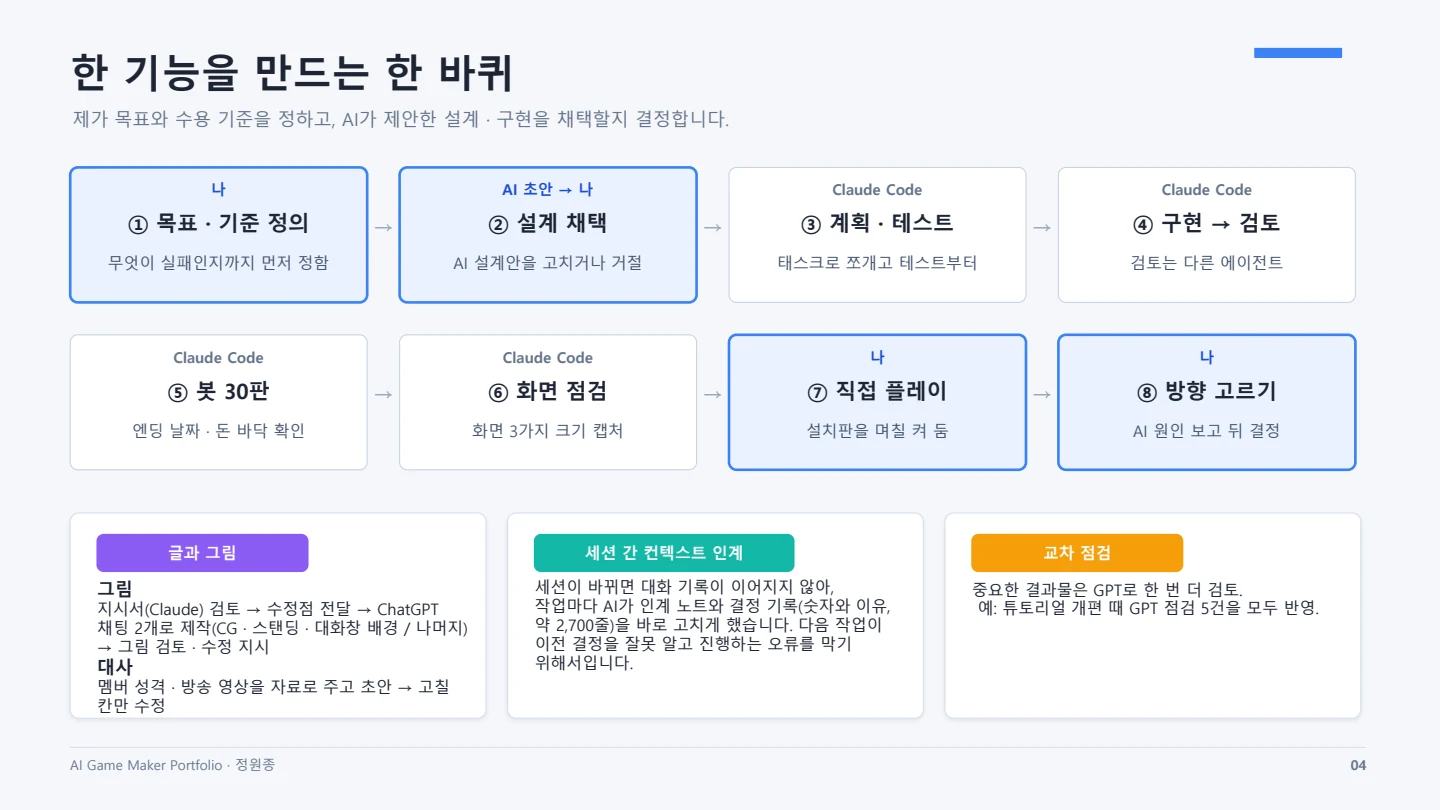 한 기능을 만드는 한 바퀴
제가 목표와 수용 기준을 정하고, AI가 제안한 설계 · 구현을 채택할지 결정합니다.
나
① 목표 · 기준 정의
무엇이 실패인지까지 먼저 정함
→
AI 초안 → 나
② 설계 채택
AI 설계안을 고치거나 거절
→
Claude Code
③ 계획 · 테스트
태스크로 쪼개고 테스트부터
→
Claude Code
④ 구현 → 검토
검토는 다른 에이전트
Claude Code
⑤ 봇 30판
엔딩 날짜 · 돈 바닥 확인
→
Claude Code
⑥ 화면 점검
화면 3가지 크기 캡처
→
나
⑦ 직접 플레이
설치판을 며칠 켜 둠
→
나
⑧ 방향 고르기
AI 원인 보고 뒤 결정
글과 그림
그림
지시서(Claude) 검토 → 수정점 전달 → ChatGPT
채팅 2개로 제작(CG · 스탠딩 · 대화창 배경 / 나머지)
→ 그림 검토 · 수정 지시
대사
멤버 성격 · 방송 영상을 자료로 주고 초안 → 고칠
칸만 수정
세션 간 컨텍스트 인계
세션이 바뀌면 대화 기록이 이어지지 않아,
작업마다 AI가 인계 노트와 결정 기록(숫자와 이유,
약 2,700줄)을 바로 고치게 했습니다. 다음 작업이
이전 결정을 잘못 알고 진행하는 오류를 막기
위해서입니다.
교차 점검
중요한 결과물은 GPT로 한 번 더 검토.
예: 튜토리얼 개편 때 GPT 점검 5건을 모두 반영.
AI Game Maker Portfolio · 정원종
04